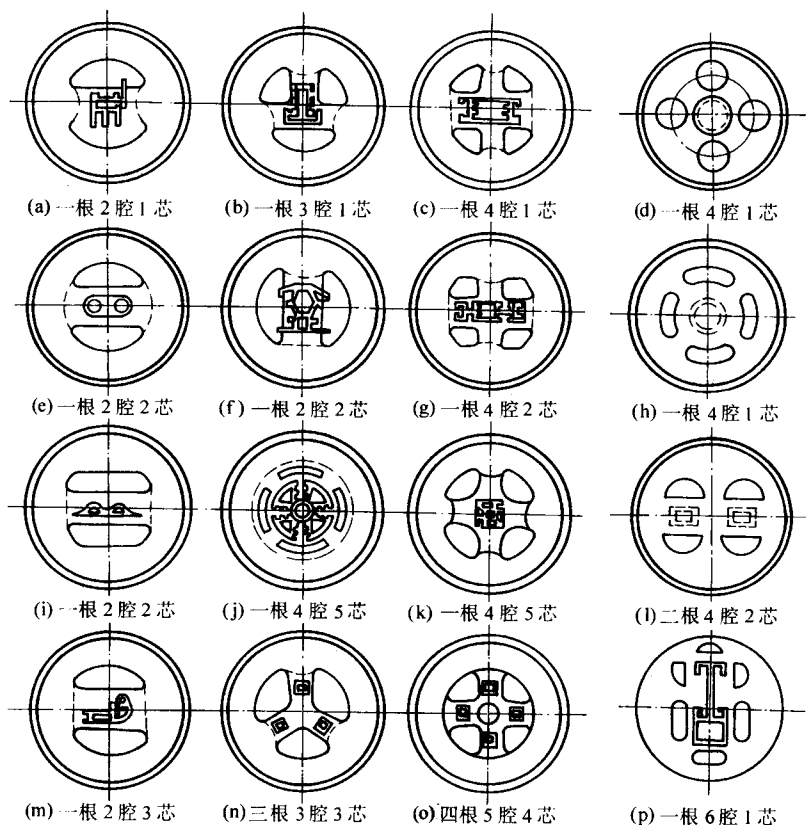 (a)一根2腔1芯
(b)一根3腔1芯
(c)一根4腔1芯
(d)一根4腔1芯
(e)一根2腔2芯
(f)一根2腔2芯
(g)一根4腔2芯
(h)一根4腔1芯
(i)一根2腔2芯
(j)一根4腔5芯
(k)一根4腔5芯
(l)二根4腔2芯
(m)一根2腔3芯
(n)三根3腔3芯
(o)四根5腔4芯
(p)一根6腔1芯